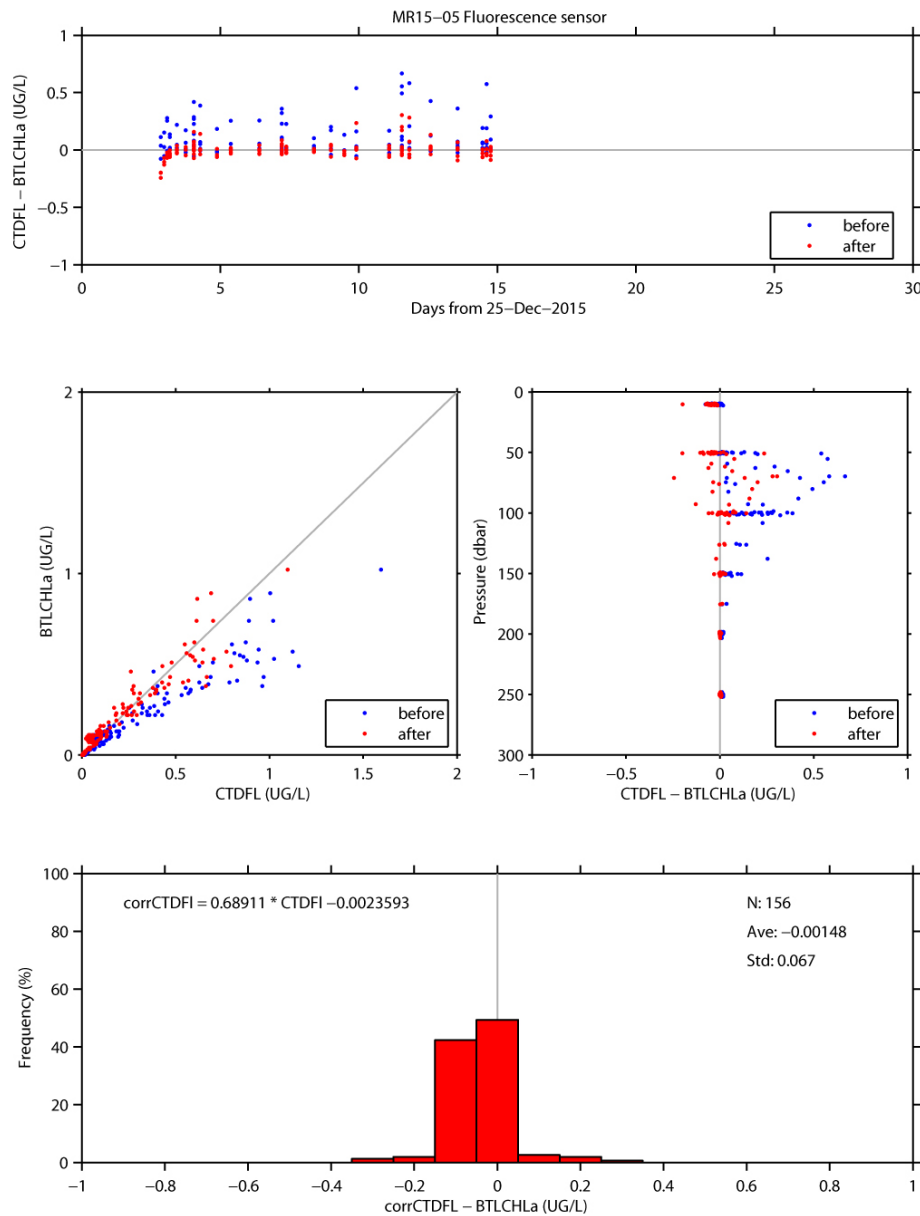 MR15−05 Fluorescence sensor
1
0.5
0
−0.5
−1
CTDFL − BTLCHLa (UG/L)
before
after
0 5 10 15 20 25 30
Days from 25−Dec−2015
2
1
0
BTLCHLa (UG/L)
before
after
0 0.5 1 1.5 2
CTDFL (UG/L)
0
50
100
150
200
250
300
Pressure (dbar)
before
after
−1 −0.5 0 0.5 1
CTDFL − BTLCHLa (UG/L)
100
80
60
40
20
0
Frequency (%)
corrCTDFl = 0.68911 * CTDFl −0.0023593
N: 156
Ave: −0.00148
Std: 0.067
−1 −0.8 −0.6 −0.4 −0.2 0 0.2 0.4 0.6 0.8 1
corrCTDFL − BTLCHLa (UG/L)